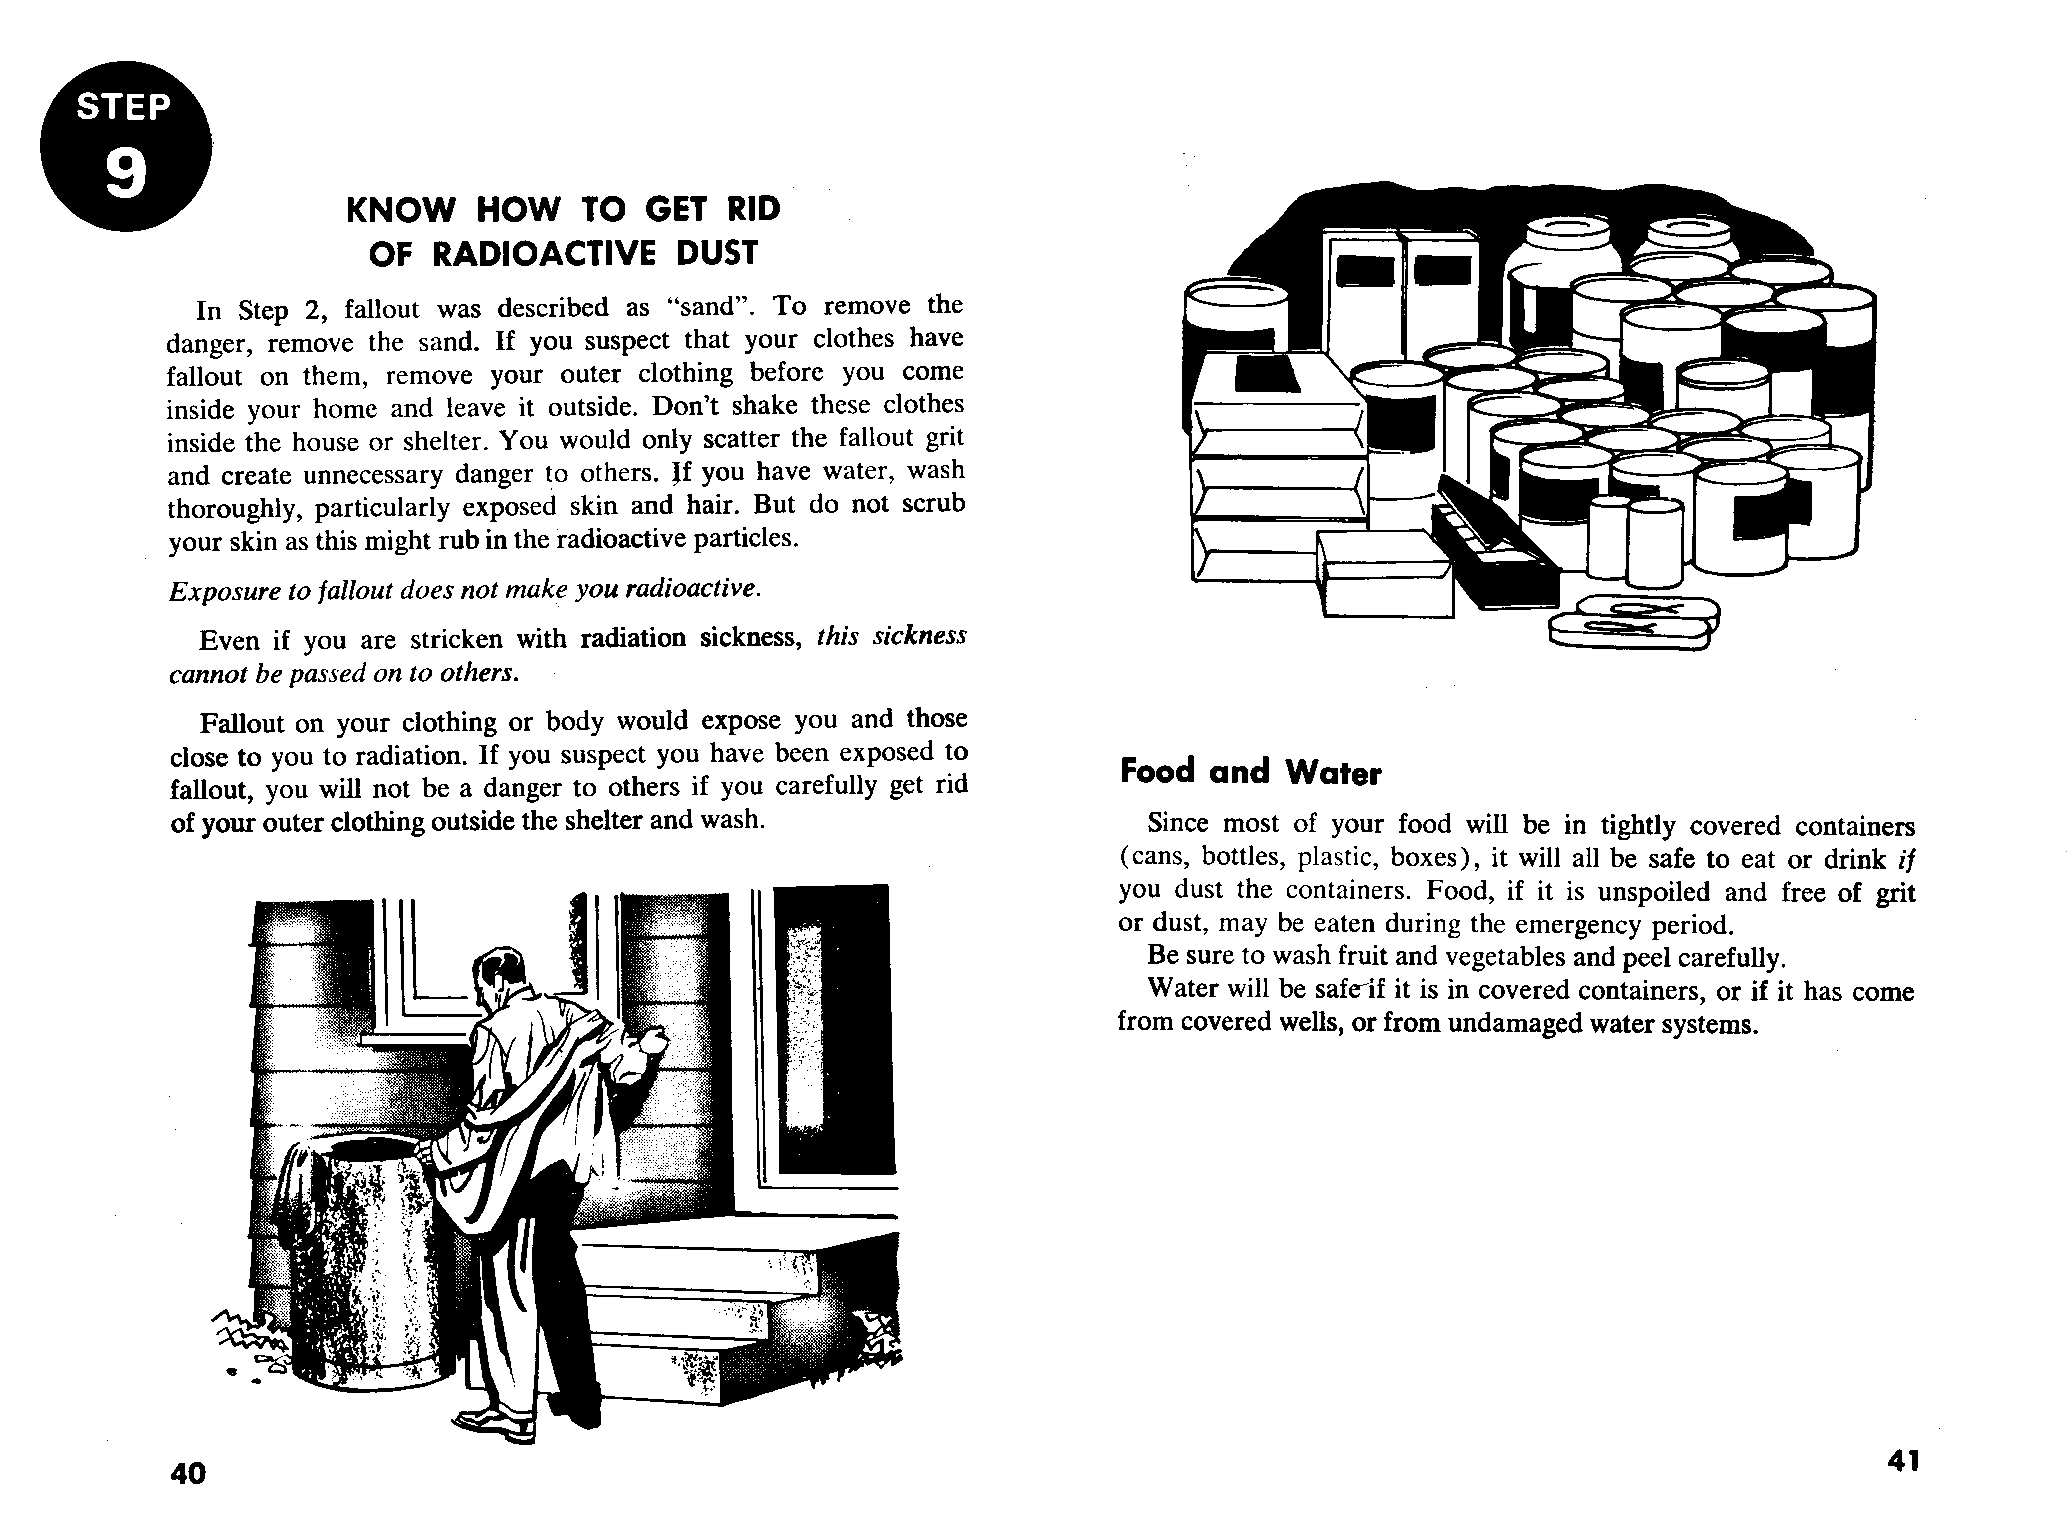 STEP
9
KNOW HOW TO GET RID
OF RADIOACTIVE DUST
In Step 2, fallout was described as “sand”. To remove the
danger, remove the sand. If you suspect that your clothes have
fallout on them, remove your outer clothing before you come
inside your home and leave it outside. Don’t shake these clothes
inside the house or shelter. You would only scatter the fallout grit
and create unnecessary danger to others. If you have water, wash
thoroughly, particularly exposed skin and hair. But do not scrub
your skin as this might rub in the radioactive particles.
Exposure to fallout does not make you radioactive.
Even if you are stricken with radiation sickness, this sickness
cannot be passed on to others.
Fallout on your clothing or body would expose you and those
close to you to radiation. If you suspect you have been exposed to
fallout, you will not be a danger to others if you carefully get rid
of your outer clothing outside the shelter and wash.
40
Food and Water
Since most of your food will be in tightly covered containers
(cans, bottles, plastic, boxes), it will all be safe to eat or drink if
you dust the containers. Food, if it is unspoiled and free of grit
or dust, may be eaten during the emergency period.
Be sure to wash fruit and vegetables and peel carefully.
Water will be safe if it is in covered containers, or if it has come
from covered wells, or from undamaged water systems.
41